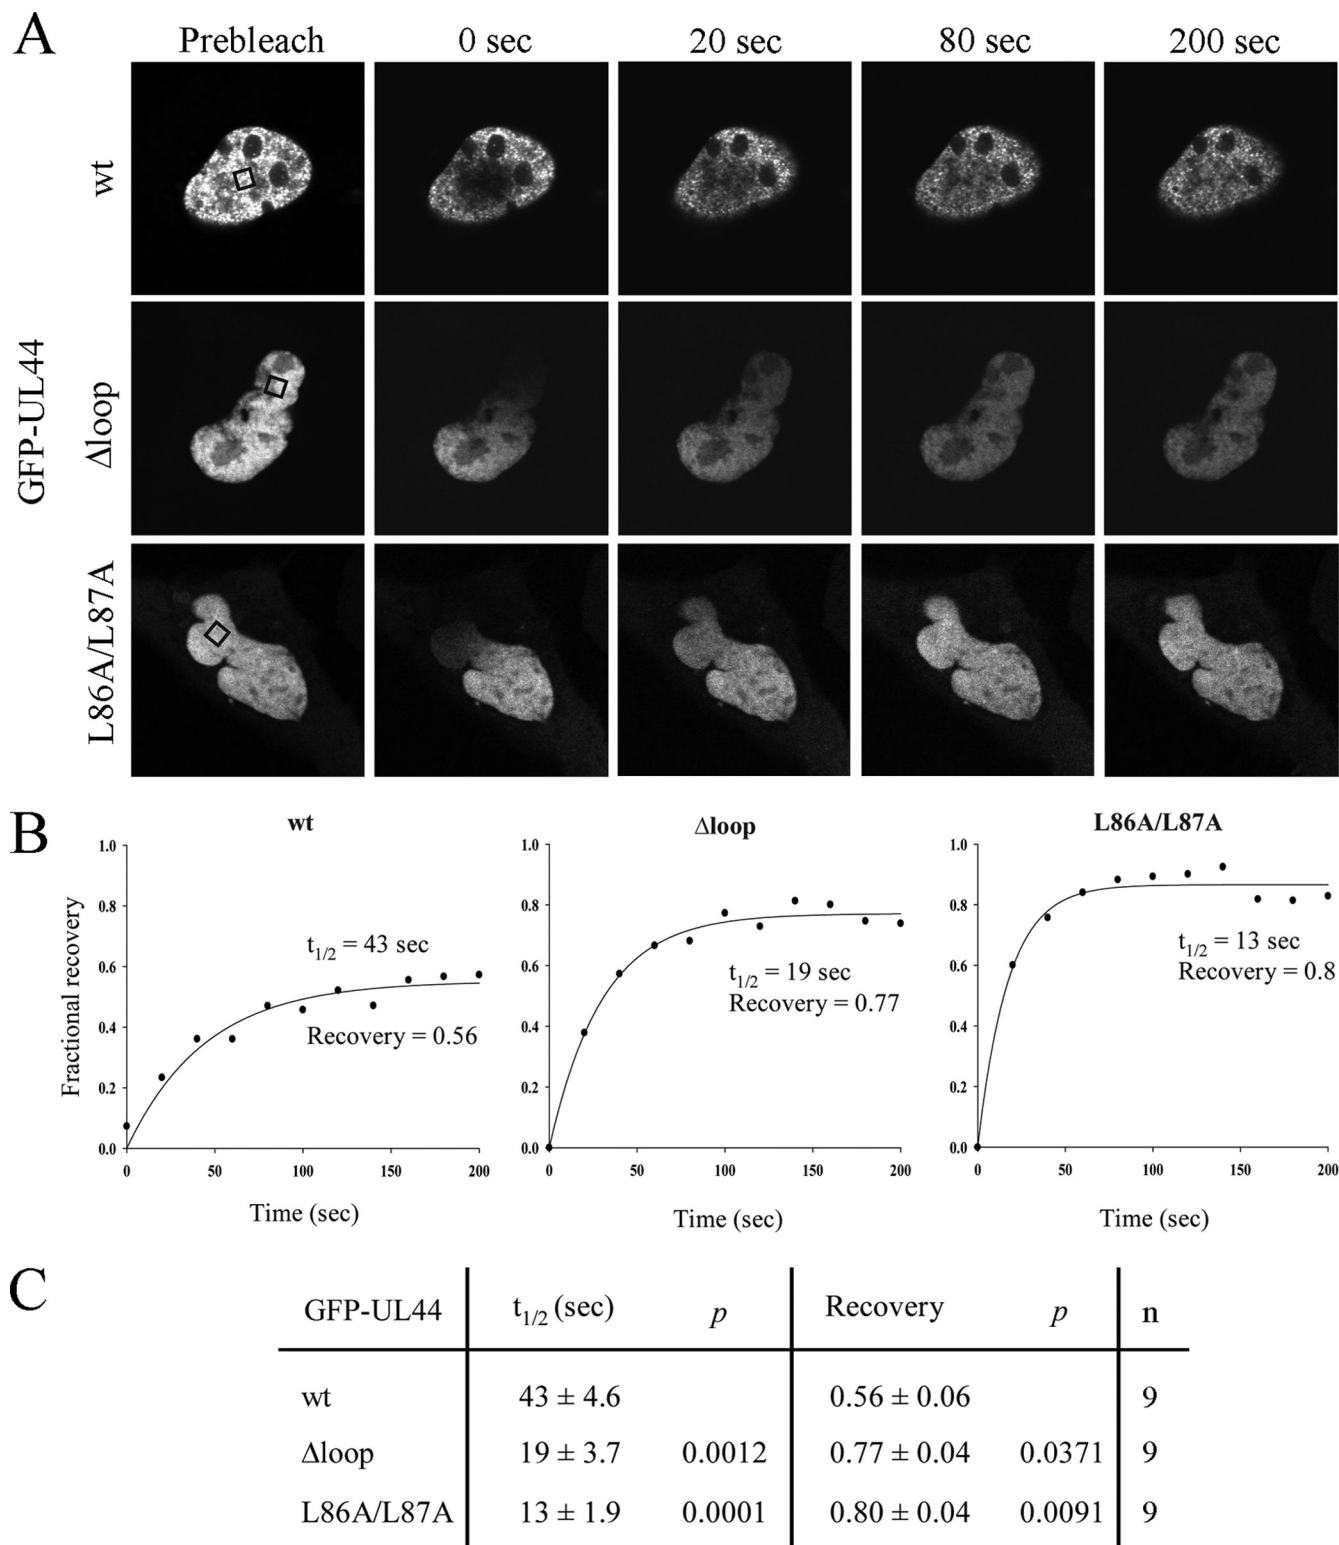 A
Prebleach 0 sec 20 sec 80 sec 200 sec
wt
GFP-UL44
Δloop
L86A/L87A
B
wt Δloop L86A/L87A
Fractional recovery
1.0 0.8 0.6 0.4 0.2 0.0
t1/2 = 43 sec
Recovery = 0.56
0 50 100 150 200
Time (sec)
1.0 0.8 0.6 0.4 0.2 0.0
t1/2 = 19 sec
Recovery = 0.77
0 50 100 150 200
Time (sec)
1.0 0.8 0.6 0.4 0.2 0.0
t1/2 = 13 sec
Recovery = 0.8
0 50 100 150 200
Time (sec)
C
GFP-UL44 t1/2 (sec) p Recovery p n
wt 43 ± 4.6 0.56 ± 0.06 9
Δloop 19 ± 3.7 0.0012 0.77 ± 0.04 0.0371 9
L86A/L87A 13 ± 1.9 0.0001 0.80 ± 0.04 0.0091 9